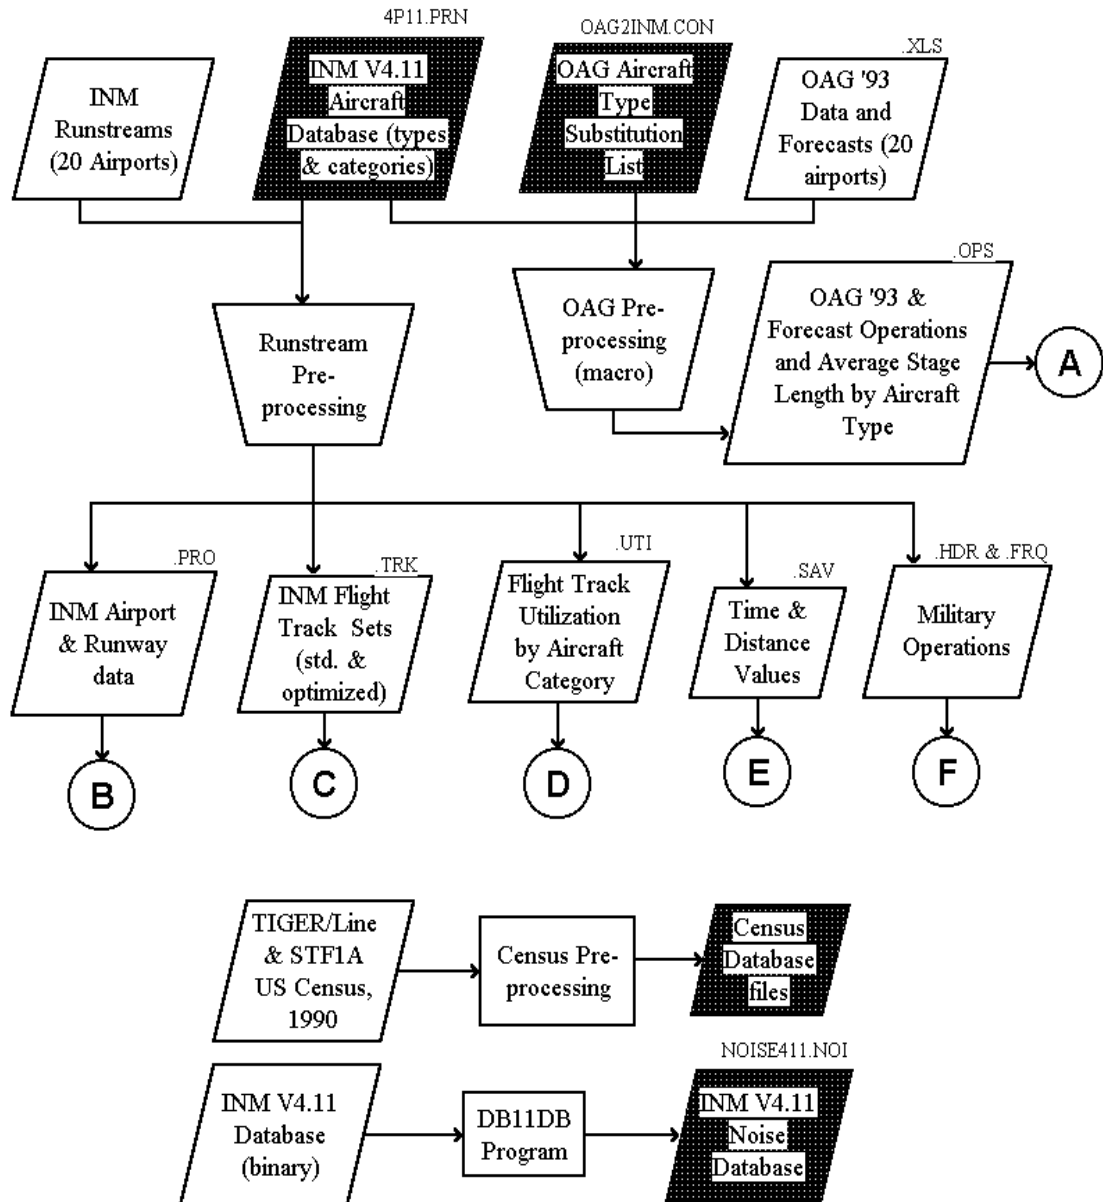 4P11.PRN
OAG2INM.CON
.XLS
INM
Runstreams
(20 Airports)
INM V4.11
Aircraft
Database (types
& categories)
OAG Aircraft
Type
Substitution
List
OAG '93
Data and
Forecasts (20
airports)
.OPS
Runstream
Pre-
processing
OAG Pre-
processing
(macro)
OAG '93 &
Forecast Operations
and Average Stage
Length by Aircraft
Type
A
.PRO
.TRK
.UTI
.SAV
.HDR & .FRQ
INM Airport
& Runway
data
INM Flight
Track Sets
(std. &
optimized)
Flight Track
Utilization
by Aircraft
Category
Time &
Distance
Values
Military
Operations
B
C
D
E
F
TIGER/Line
& STF1A
US Census,
1990
Census Pre-
processing
Census
Database
files
NOISE411.NOI
INM V4.11
Database
(binary)
DB11DB
Program
INM V4.11
Noise
Database